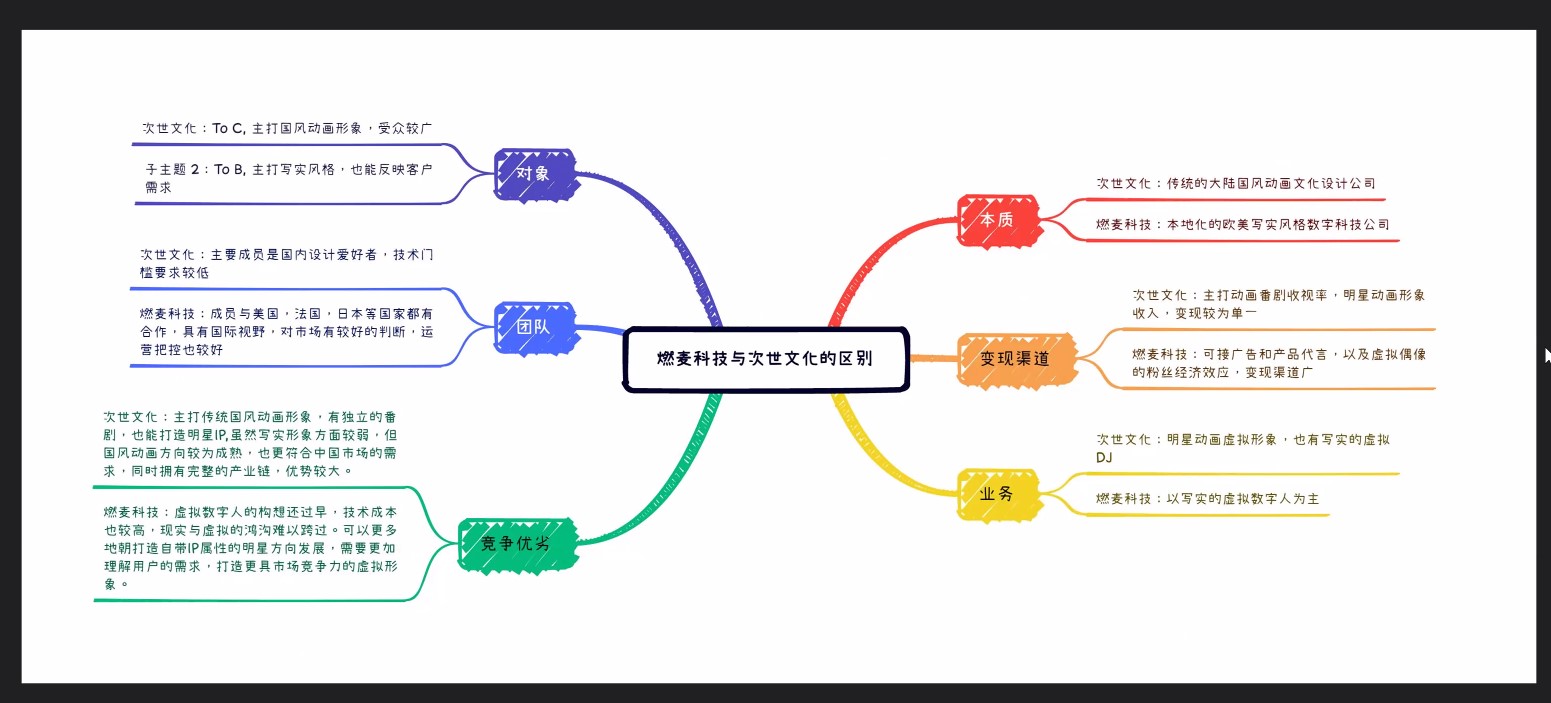 燃麦科技与次世文化的区别
本质
次世文化：传统的大陆国风动画文化设计公司
燃麦科技：本地化的欧美写实风格数字科技公司
变现渠道
次世文化：主打动画番剧收视率，明星动画形象
收入，变现较为单一
燃麦科技：可接广告和产品代言，以及虚拟偶像
的粉丝经济效应，变现渠道广
业务
次世文化：明星动画虚拟形象，也有写实的虚拟
DJ
燃麦科技：以写实的虚拟数字人为主
对象
次世文化：To C, 主打国风动画形象，受众较广
子主题 2：To B, 主打写实风格，也能反映客户
需求
团队
次世文化：主要成员是国内设计爱好者，技术门
槛要求较低
燃麦科技：成员与美国，法国，日本等国家都有
合作，具有国际视野，对市场有较好的判断，运
营把控也较好
竞争优劣
次世文化：主打传统国风动画形象，有独立的番
剧，也能打造明星IP,虽然写实形象方面较弱，但
国风动画方向较为成熟，也更符合中国市场的需
求，同时拥有完整的产业链，优势较大。
燃麦科技：虚拟数字人的构想还过早，技术成本
也较高，现实与虚拟的鸿沟难以跨过。可以更多
地朝打造自带IP属性的明星方向发展，需要更加
理解用户的需求，打造更具市场竞争力的虚拟形
象。